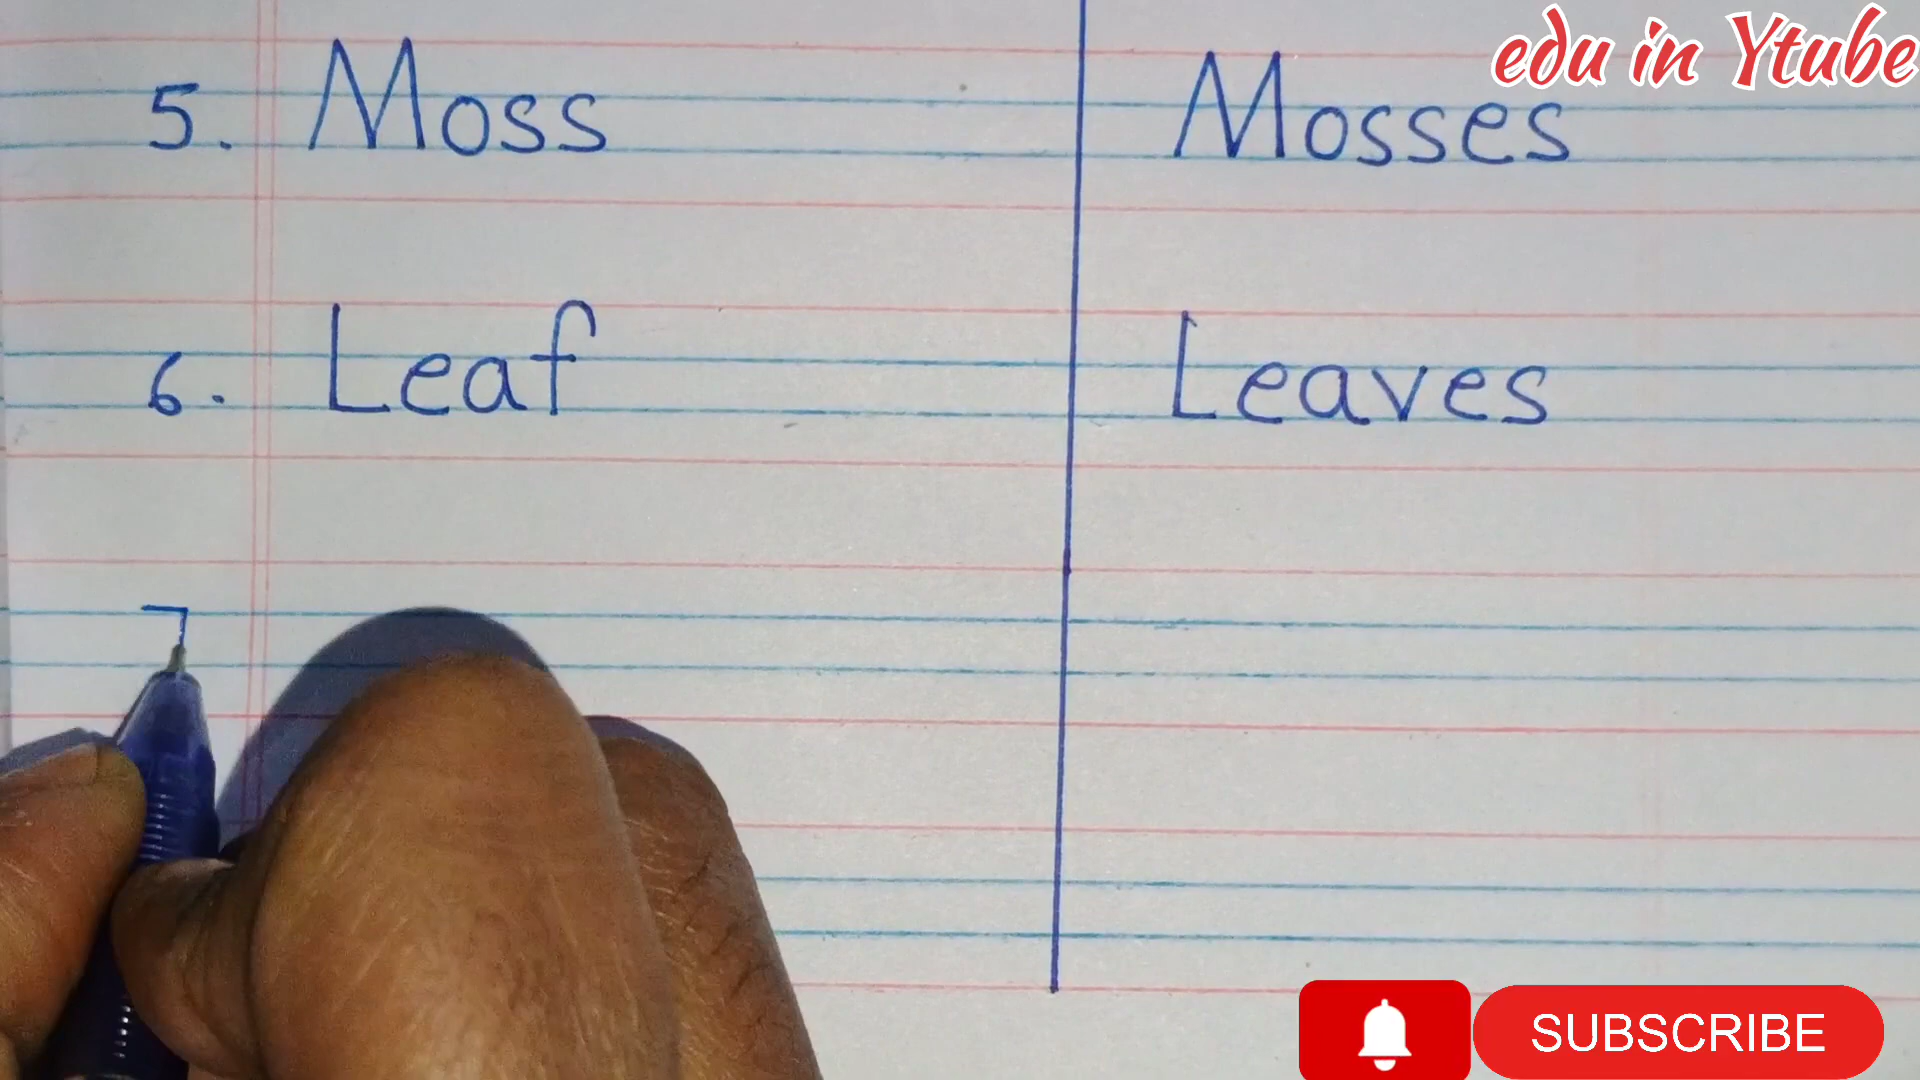 edu in Ytube
5. Moss Mosses
6. Leaf Leaves
7
SUBSCRIBE